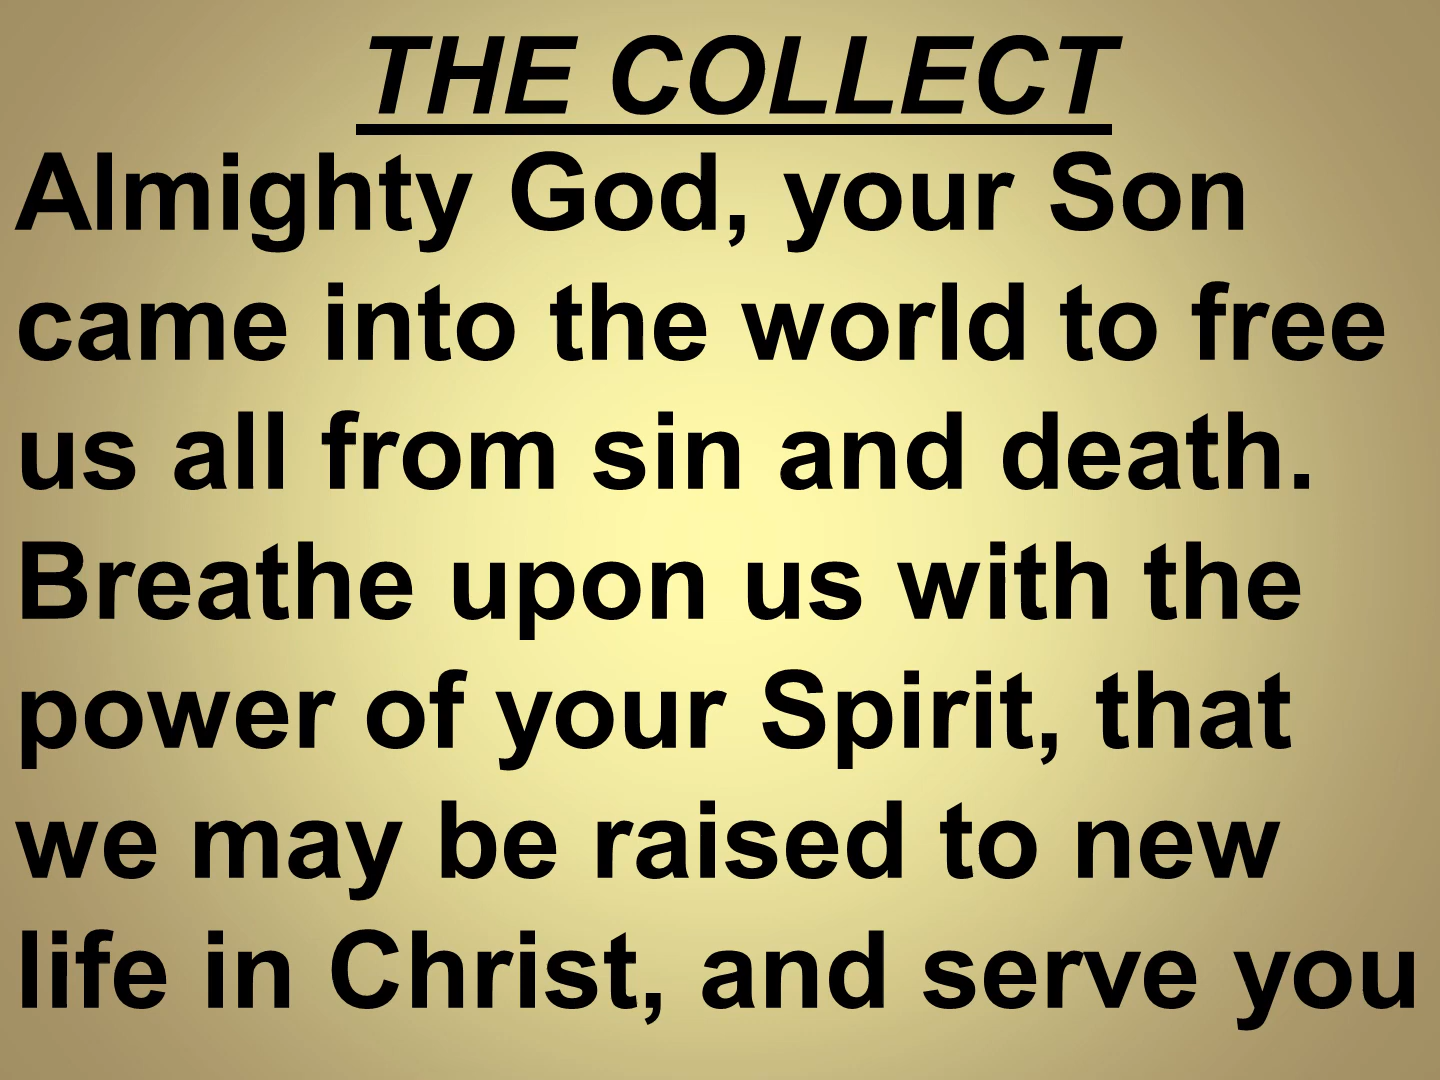 THE COLLECT
Almighty God, your Son
came into the world to free
us all from sin and death.
Breathe upon us with the
power of your Spirit, that
we may be raised to new
life in Christ, and serve you